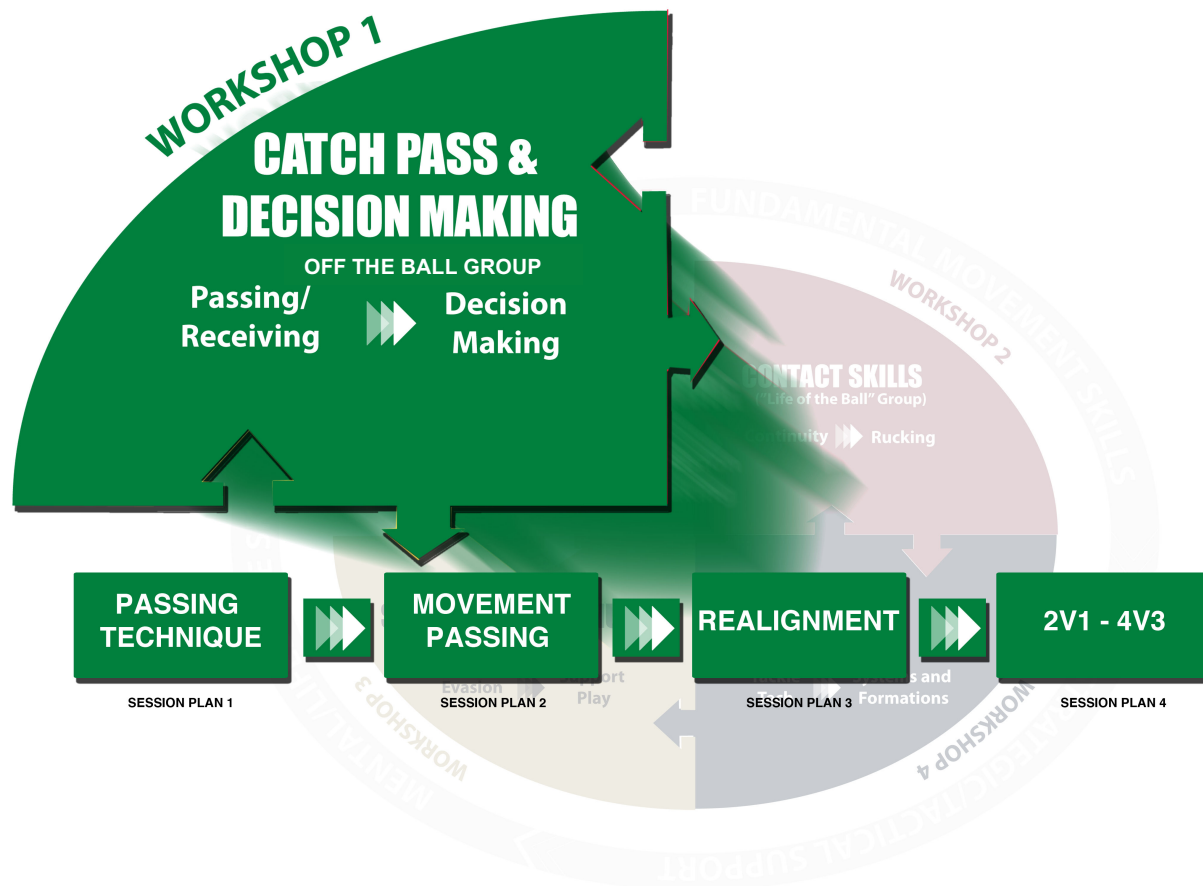 WORKSHOP 1
CATCH PASS &
DECISION MAKING
OFF THE BALL GROUP
Passing/
Receiving
Decision
Making
FUNDAMENTAL MOVEMENT SKILLS
WORKSHOP 2
CONTACT SKILLS
("Life of the Ball" Group)
Continuity
Rucking
PASSING
TECHNIQUE
MOVEMENT
PASSING
REALIGNMENT
2V1 - 4V3
SESSION PLAN 1
SESSION PLAN 2
SESSION PLAN 3
SESSION PLAN 4
Evasion
Support
Play
Systems and
Formations
WORKSHOP 3
WORKSHOP 4
MENTAL
TACTICAL SUPPORT